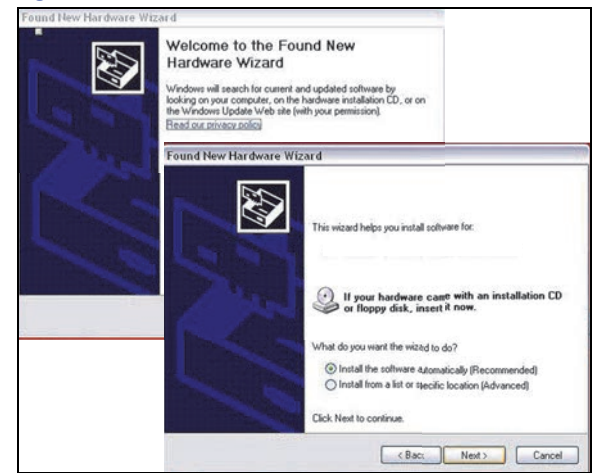 Found New Hardware Wizard
Welcome to the Found New
Hardware Wizard
Windows will search for current and updated software by
looking on your computer, on the hardware installation CD, or on
the Windows Update Web site (with your permission).
Read our privacy policy
Found New Hardware Wizard
This wizard helps you install software for:
If your hardware came with an installation CD
or floppy disk, insert it now.
What do you want the wizard to do?
Install the software automatically (Recommended)
Install from a list or specific location (Advanced)
Click Next to continue.
< Back Next > Cancel